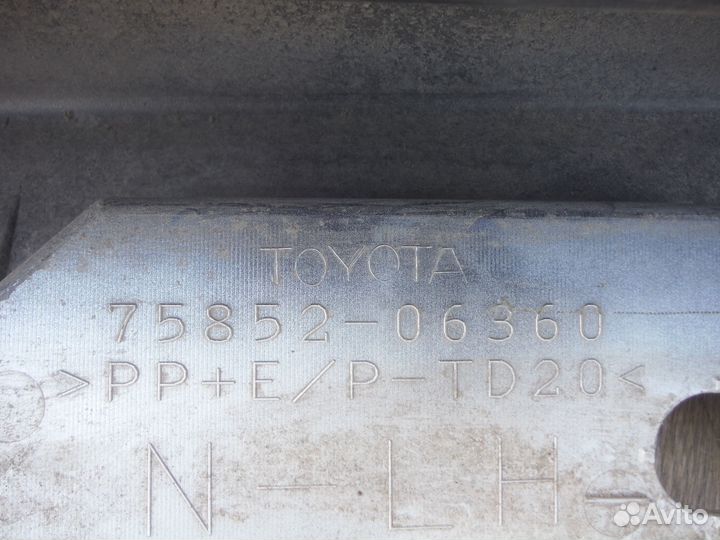 TOYOTA
75852-06360
>PP+E/P-TD20<
N-LH
Avito